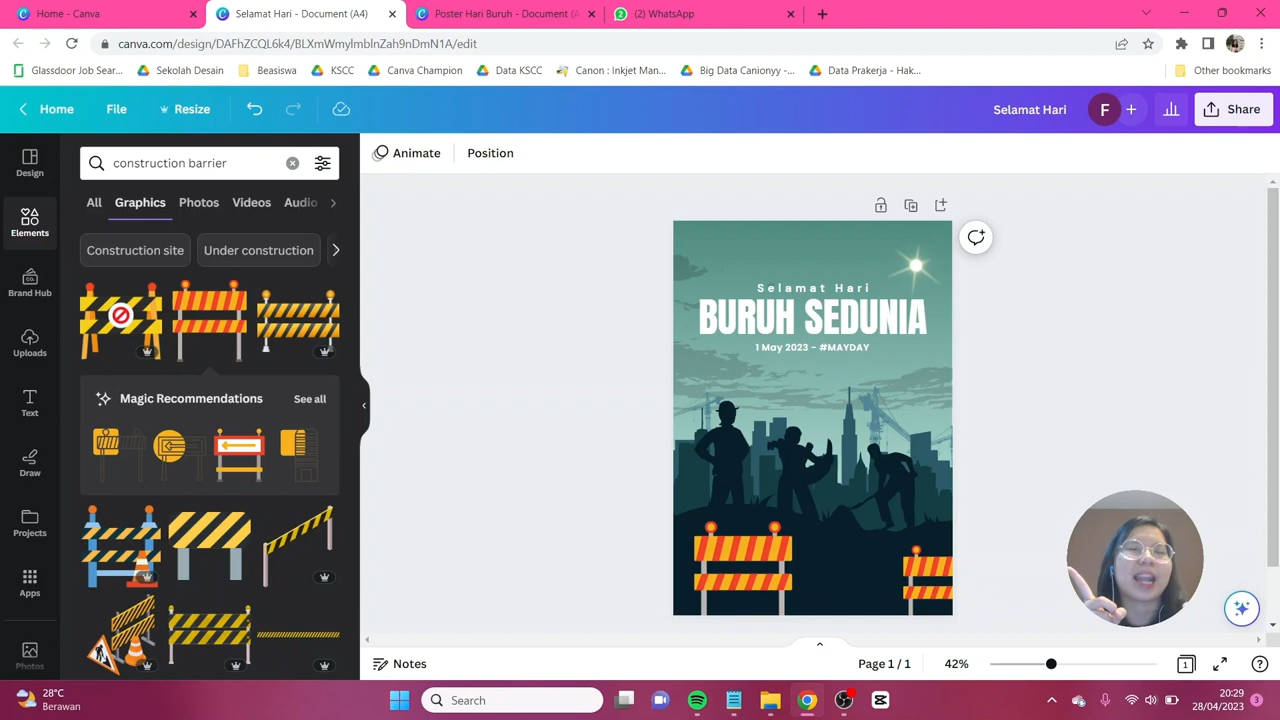 Home - Canva
Selamat Hari - Document (A4)
Poster Hari Buruh - Document (A
(2) WhatsApp
canva.com/design/DAFhZCQL6k4/BLXmWmylmblnZah9nDmN1A/edit
Glassdoor Job Sear...
Sekolah Desain
Beasiswa
KSCC
Canva Champion
Data KSCC
Canon : Inkjet Man...
Big Data Canionyy -...
Data Prakerja - Hak...
Other bookmarks
Home
File
Resize
Selamat Hari
F
Share
Design
Elements
Brand Hub
Uploads
Text
Draw
Projects
Apps
Photos
construction barrier
All
Graphics
Photos
Videos
Audio
Construction site
Under construction
Magic Recommendations
See all
Animate
Position
Selamat Hari
BURUH SEDUNIA
1 May 2023 - #MAYDAY
Notes
Page 1 / 1
42%
1
28°C
Berawan
Search
20:29
28/04/2023
3